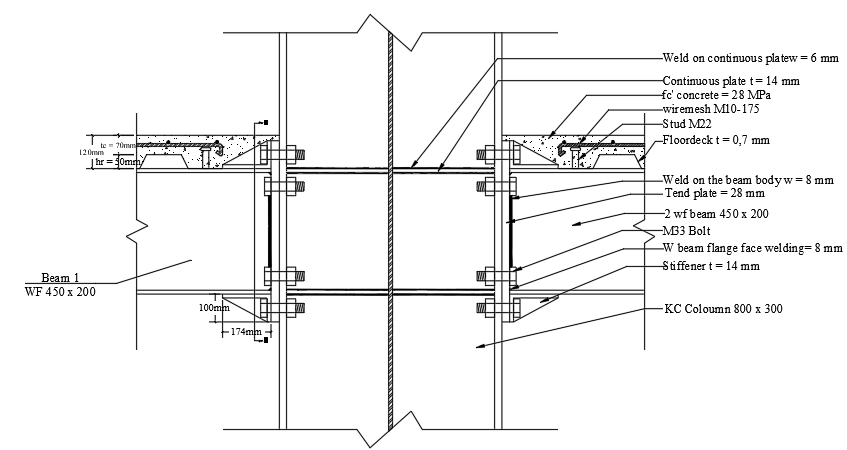 Weld on continuous platew = 6 mm
Continuous plate t = 14 mm
fc' concrete = 28 MPa
wiremesh M10-175
Stud M22
Floordeck t = 0,7 mm
tc = 70mm
120mm
hr = 50mm
Weld on the beam body w = 8 mm
Tend plate = 28 mm
2 wf beam 450 x 200
M33 Bolt
W beam flange face welding= 8 mm
Stiffener t = 14 mm
Beam 1
WF 450 x 200
100mm
KC Coloumn 800 x 300
174mm